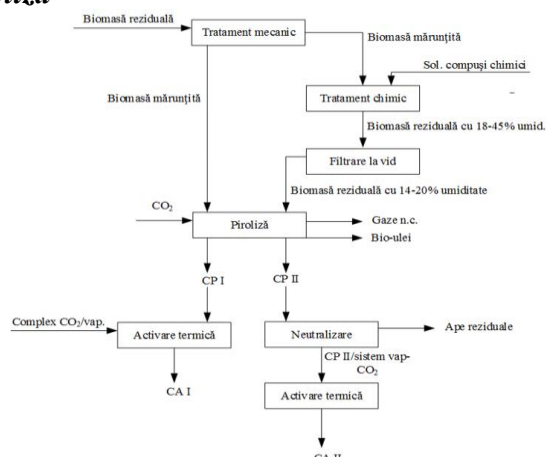 Biomasă reziduală
Tratament mecanic
Biomasă mărunțită
Sol. compuși chimici
Biomasă mărunțită
Tratament chimic
Biomasă reziduală cu 18-45% umid.
Filtrare la vid
Biomasă reziduală cu 14-20% umiditate
CO₂
Piroliză
Gaze n.c.
Bio-ulei
CP I
CP II
Complex CO₂/vap.
Activare termică
Neutralizare
Ape reziduale
CP II/sistem vap-
CO₂
CA I
Activare termică